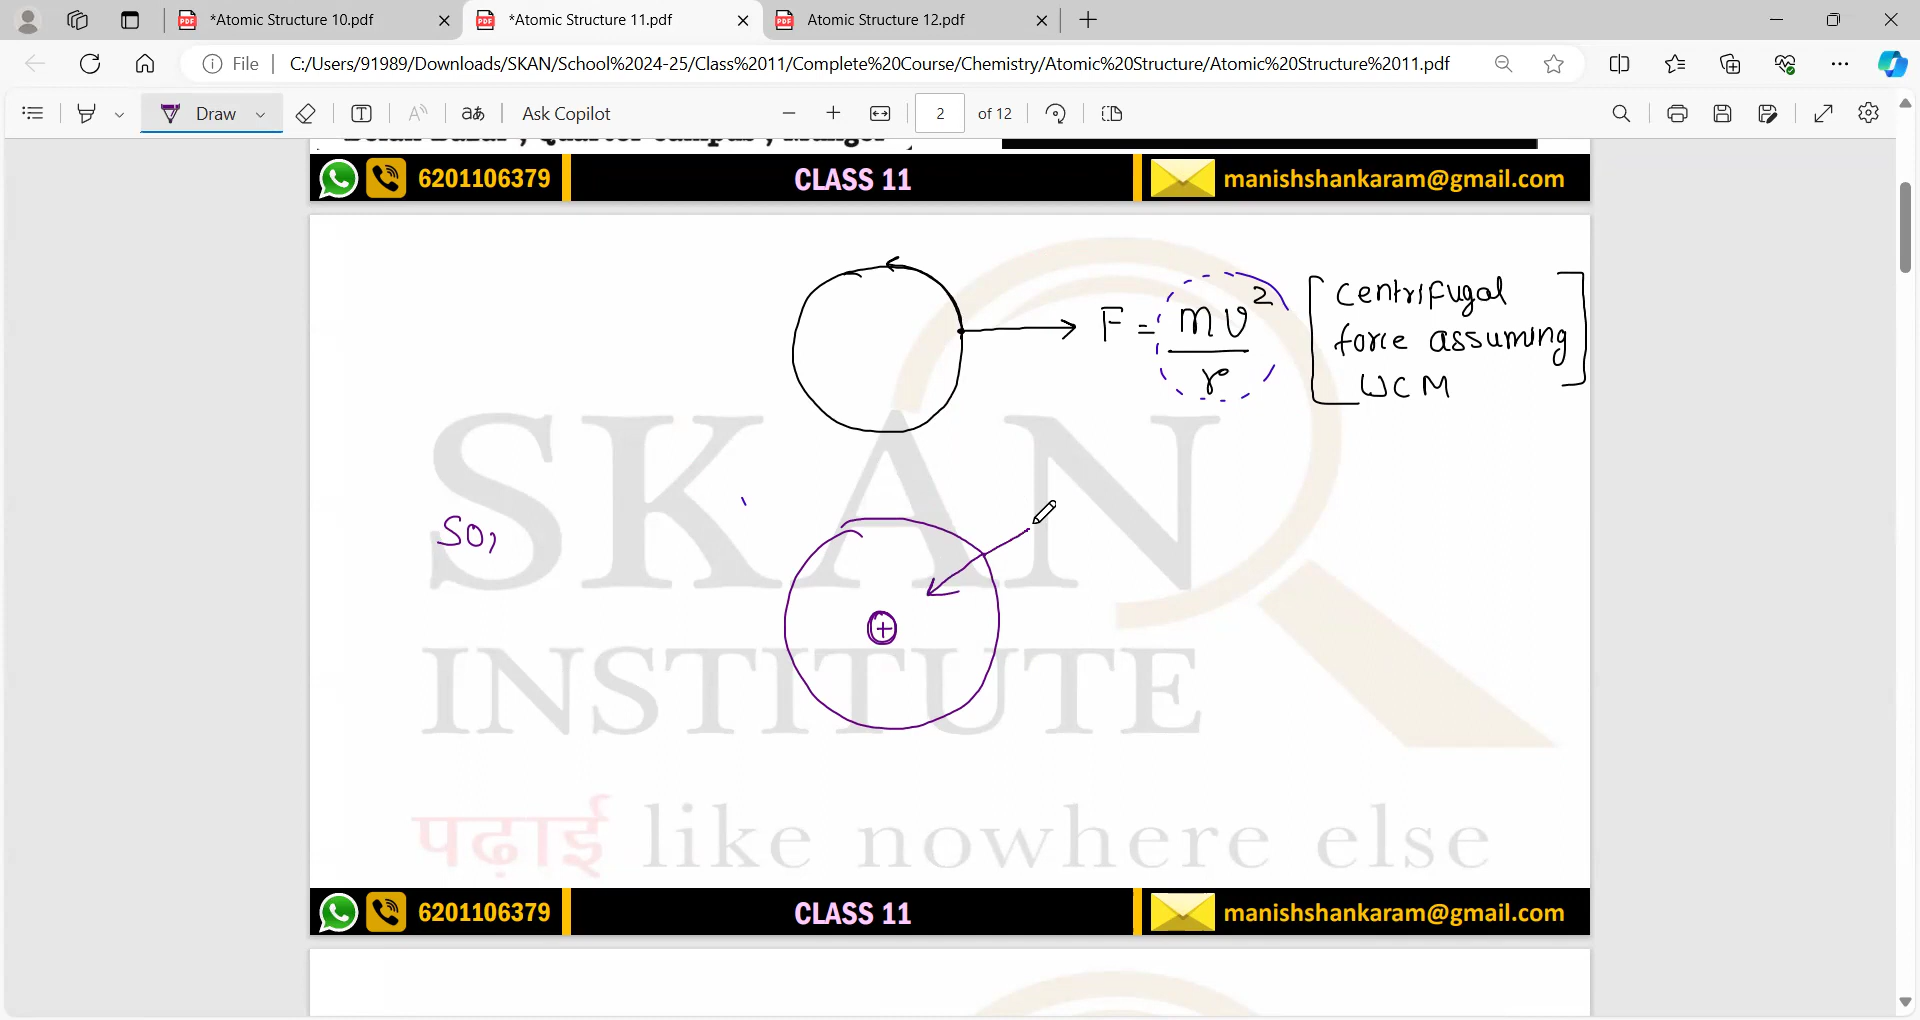 *Atomic Structure 10.pdf
*Atomic Structure 11.pdf
Atomic Structure 12.pdf
File
C:/Users/91989/Downloads/SKAN/School%2024-25/Class%2011/Complete%20Course/Chemistry/Atomic%20Structure/Atomic%20Structure%2011.pdf
Draw
aあ
Ask Copilot
2 of 12
6201106379
CLASS 11
manishshankaram@gmail.com
F = mv²/r
[centrifugal
force assuming
UCM]
So,
+
SKAN
INSTITUTE
पढ़ाई like nowhere else
6201106379
CLASS 11
manishshankaram@gmail.com